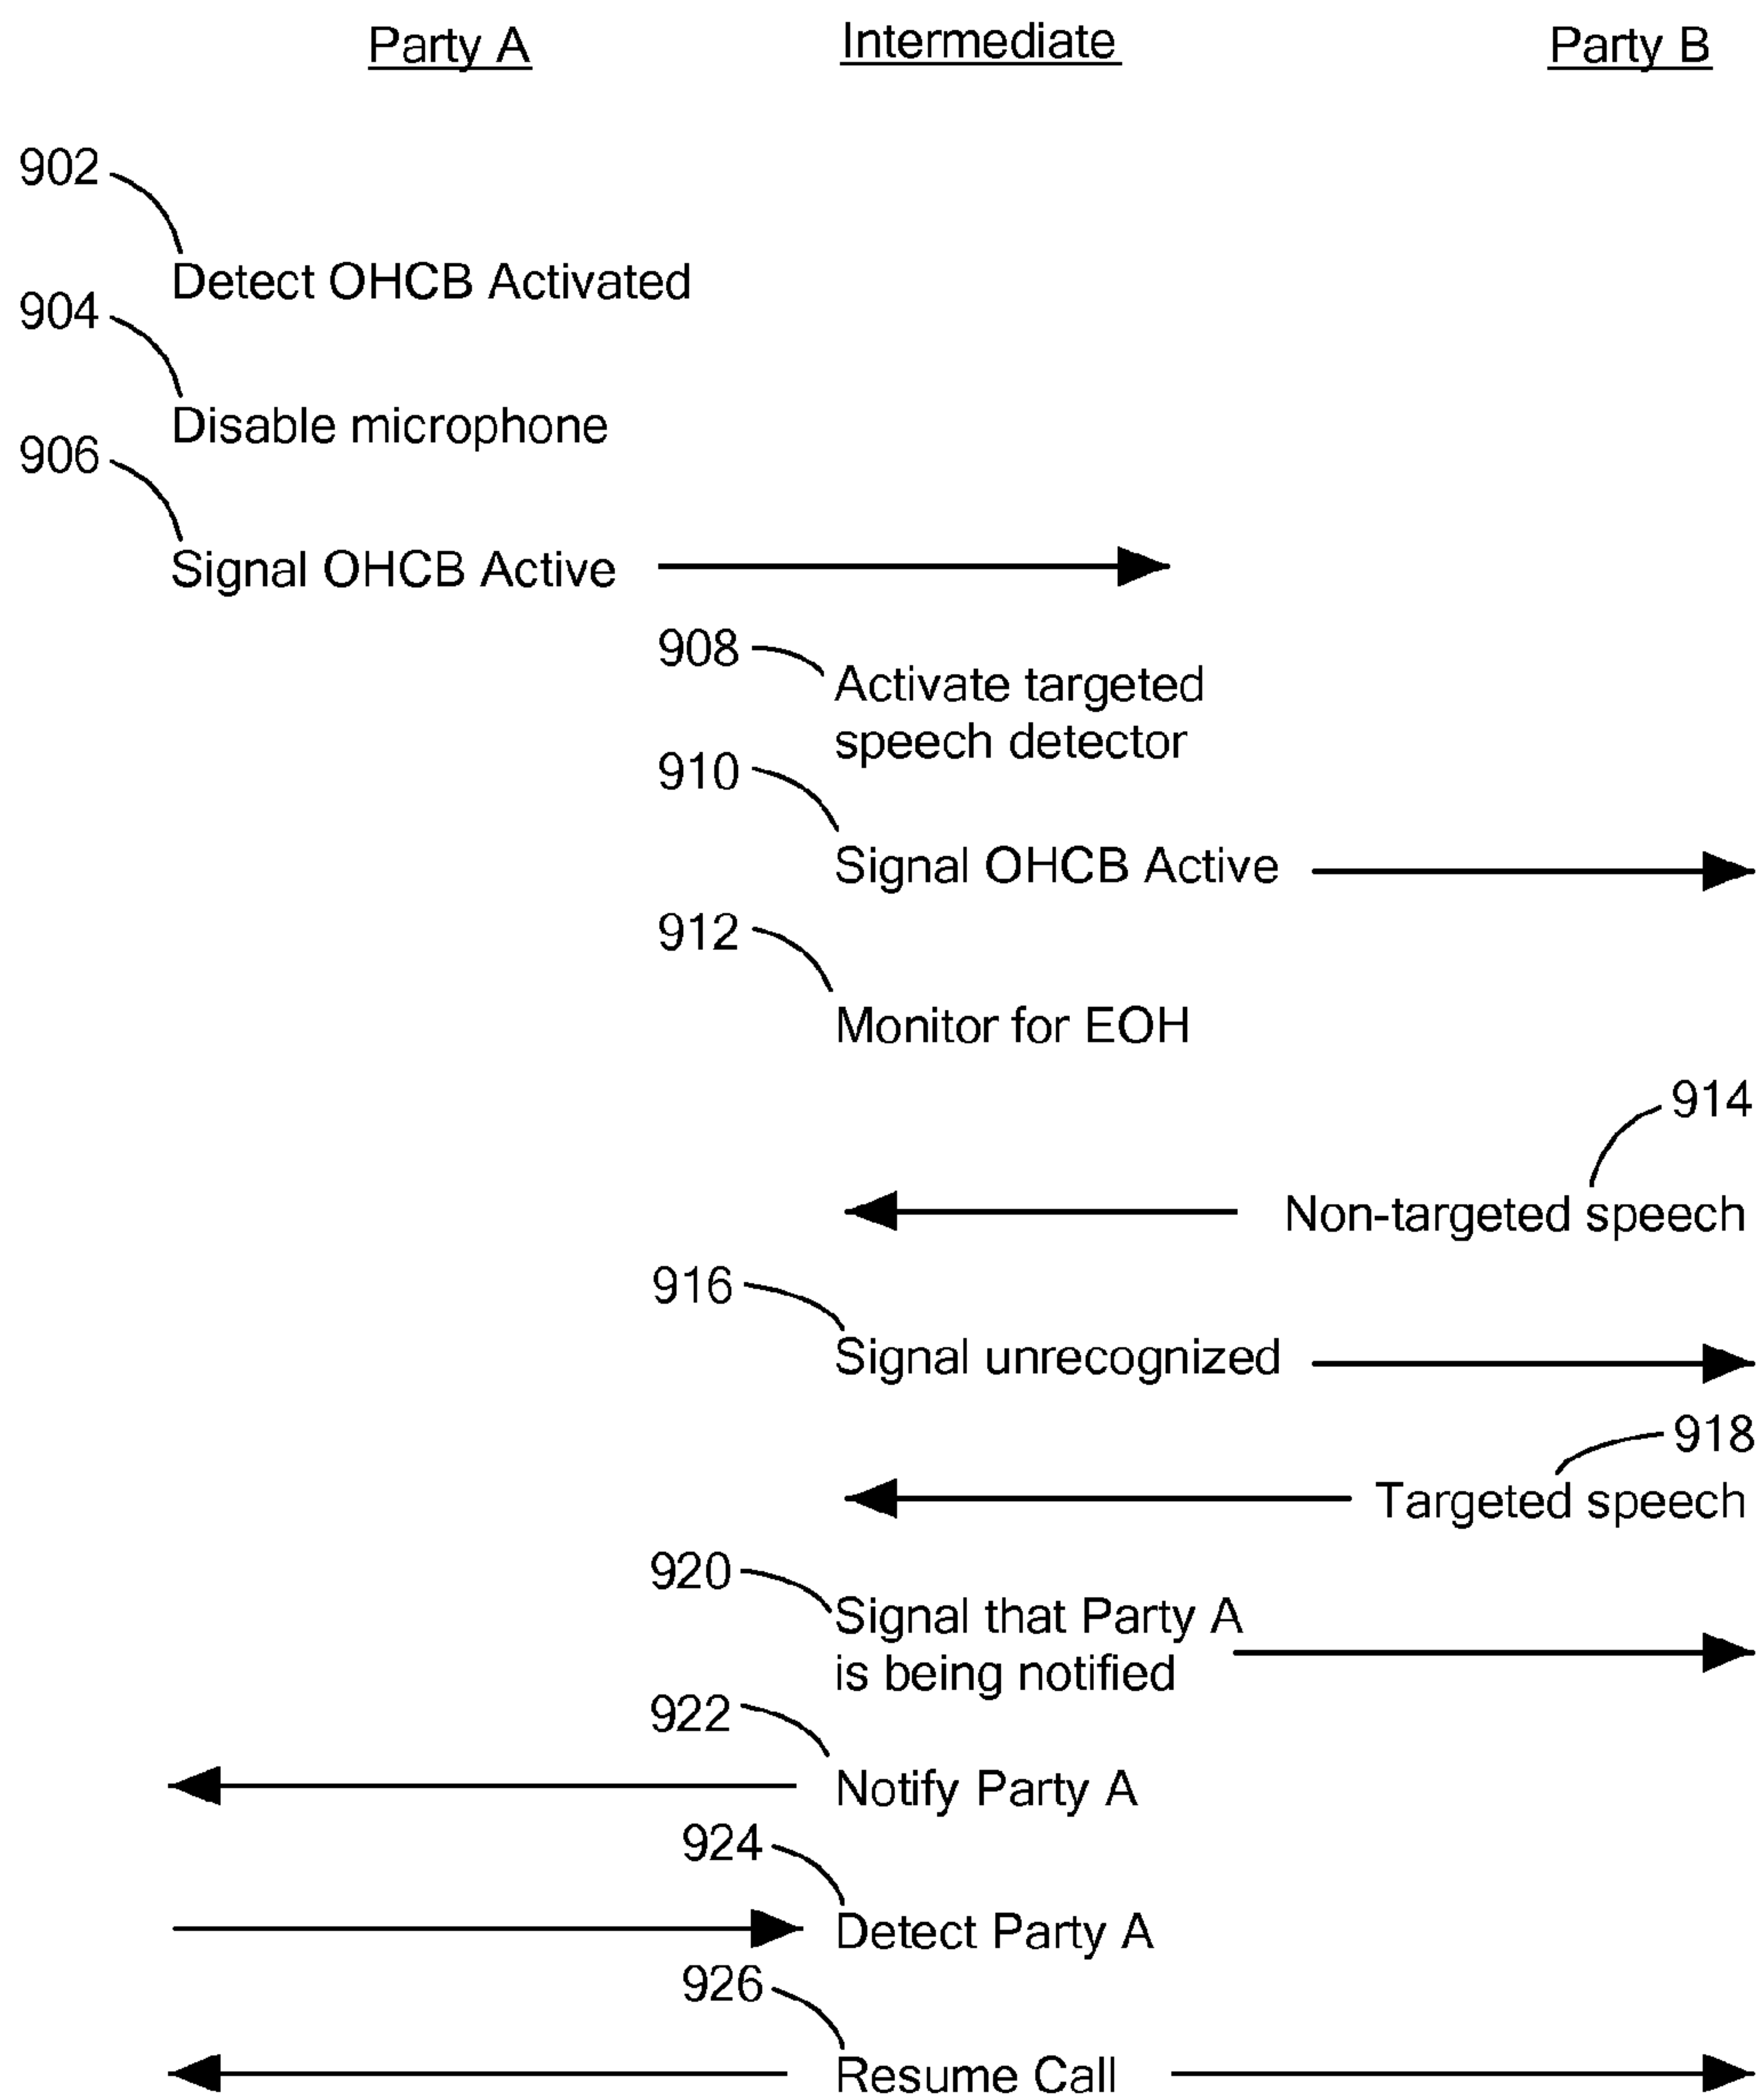 Party A Intermediate Party B
902
Detect OHCB Activated
904
Disable microphone
906
Signal OHCB Active
908
Activate targeted
speech detector
910
Signal OHCB Active
912
Monitor for EOH
914
Non-targeted speech
916
Signal unrecognized
918
Targeted speech
920
Signal that Party A
is being notified
922
Notify Party A
924
Detect Party A
926
Resume Call